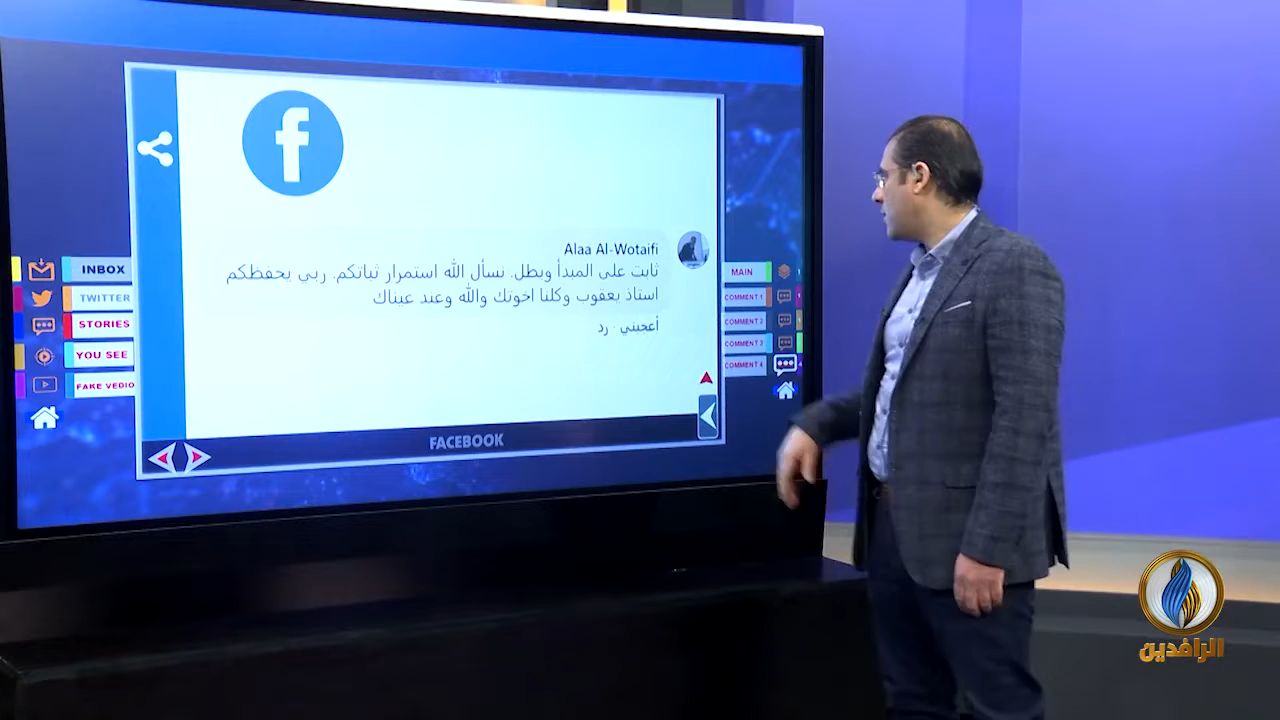 Alaa Al-Wotaifi
ثابت على المبدأ وبطل. نسأل الله استمرار ثباتكم. ربي يحفظكم
استاذ يعقوب وكلنا اخوتك والله وعند عيناك
أعجبني · رد
FACEBOOK
INBOX
TWITTER
STORIES
YOU SEE
FAKE VEDIO
MAIN
COMMENT 1
COMMENT 2
COMMENT 3
COMMENT 4
الرافدين